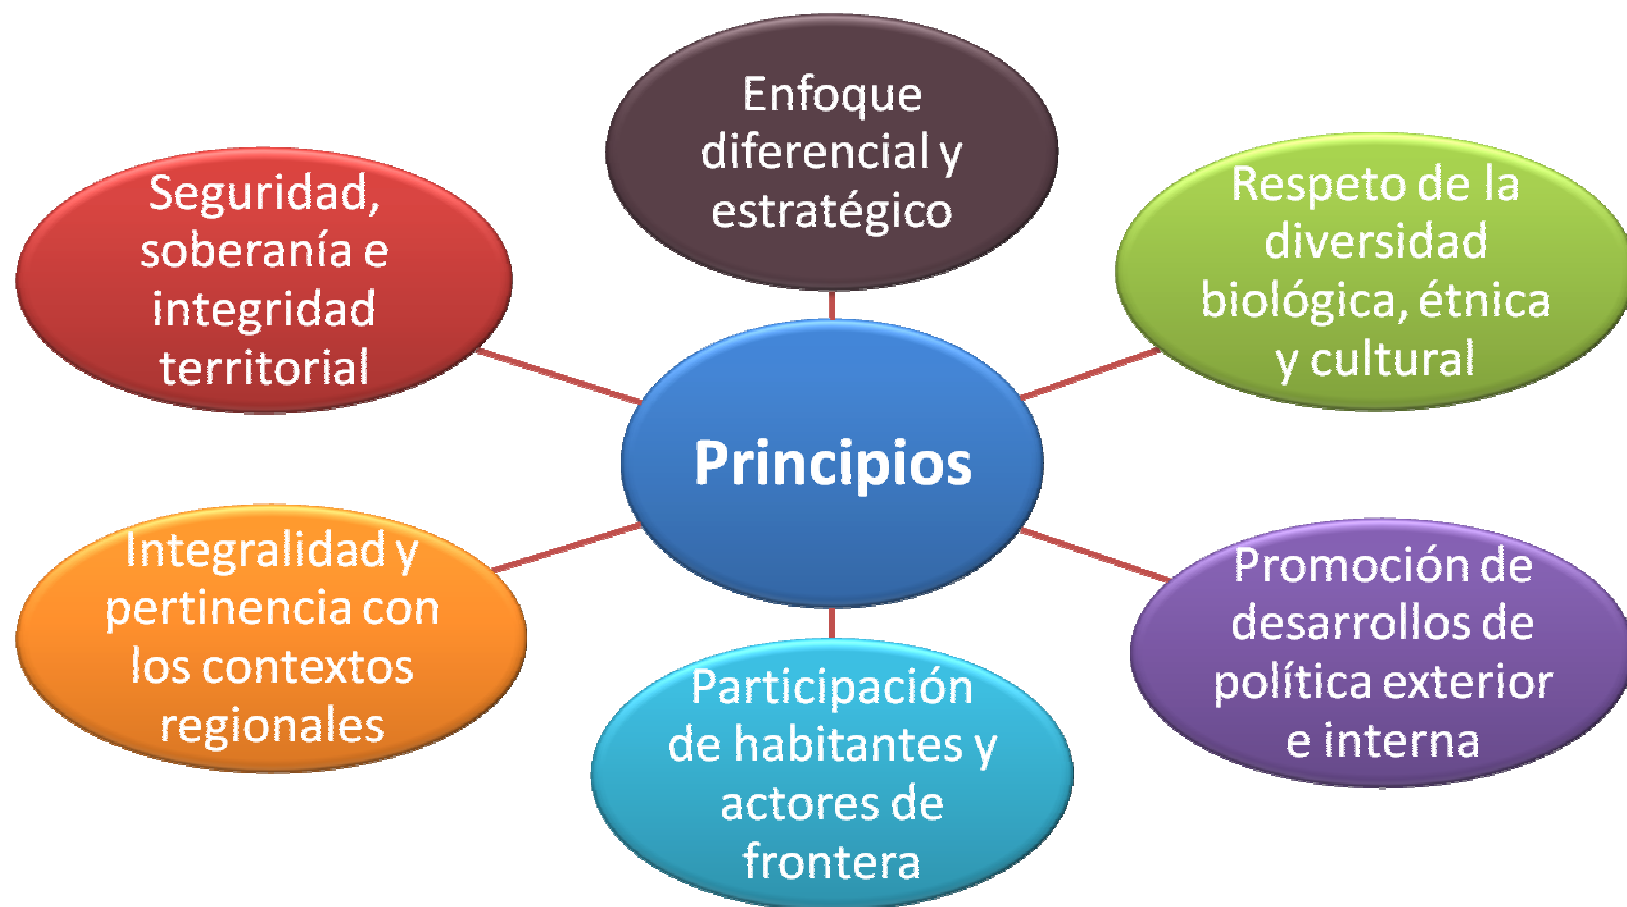 Enfoque
diferencial y
estratégico
Respeto de la
diversidad
biológica, étnica
y cultural
Seguridad,
soberanía e
integridad
territorial
Principios
Integralidad y
pertinencia con
los contextos
regionales
Promoción de
desarrollos de
política exterior
e interna
Participación
de habitantes y
actores de
frontera